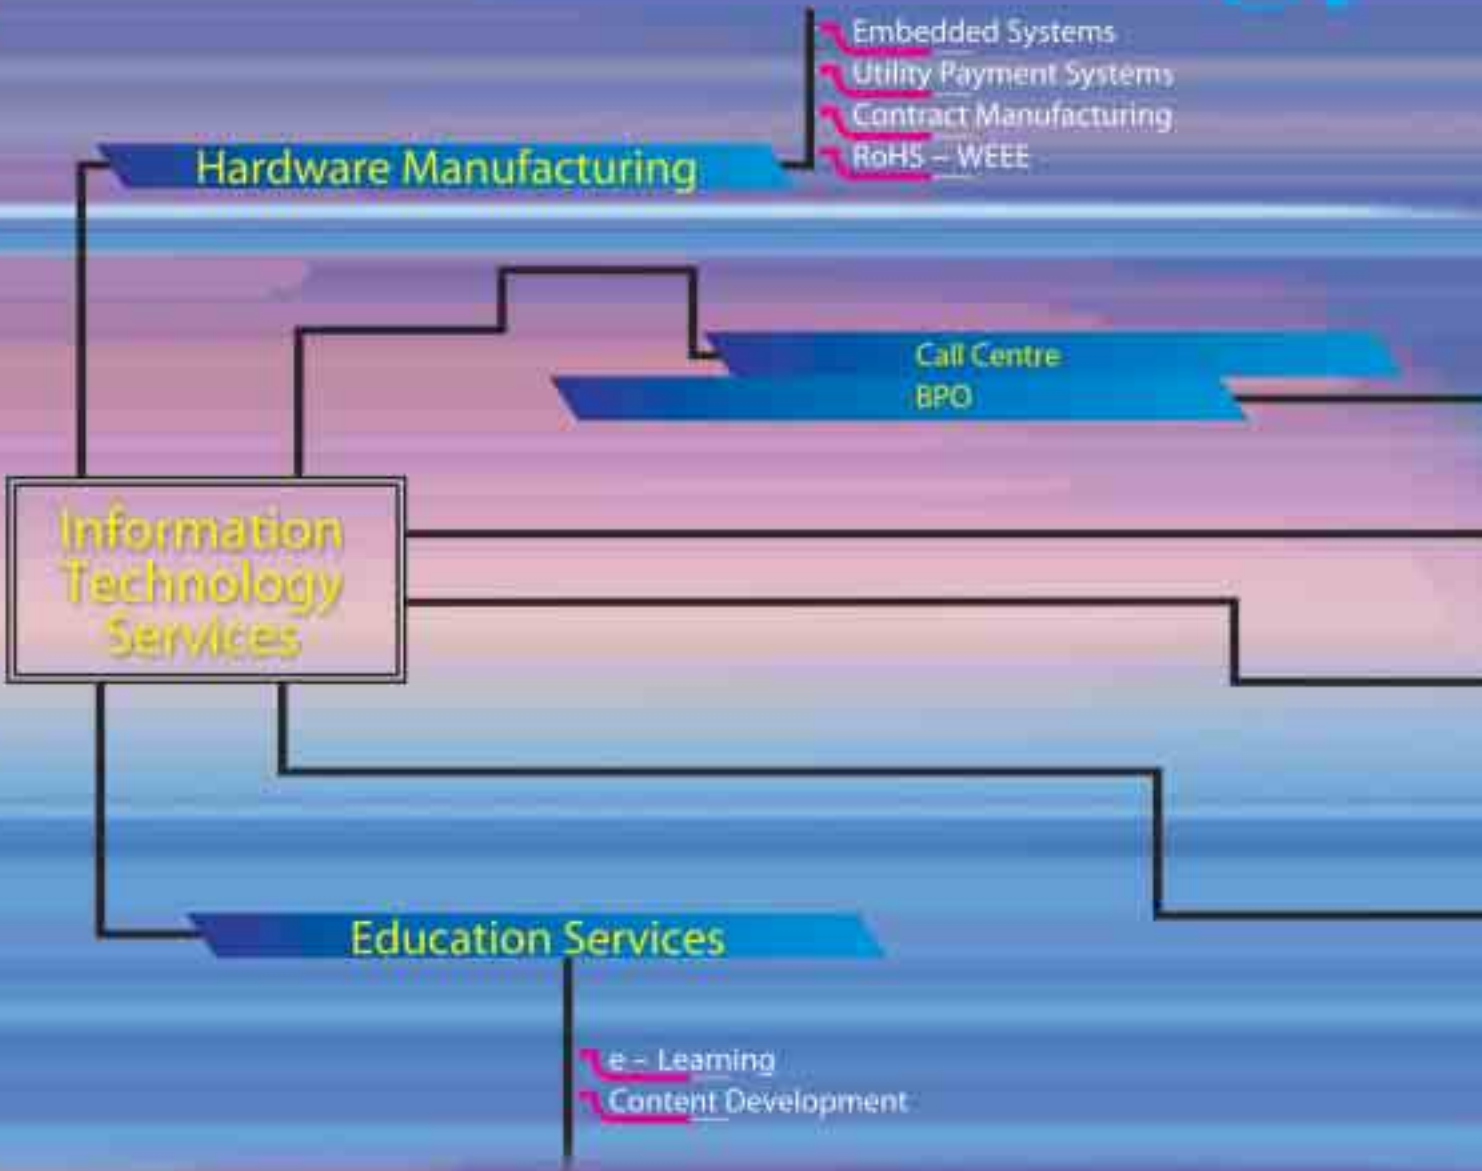 Embedded Systems
Utility Payment Systems
Contract Manufacturing
RoHS – WEEE
Hardware Manufacturing
Call Centre
BPO
Information
Technology
Services
Education Services
e – Learning
Content Development